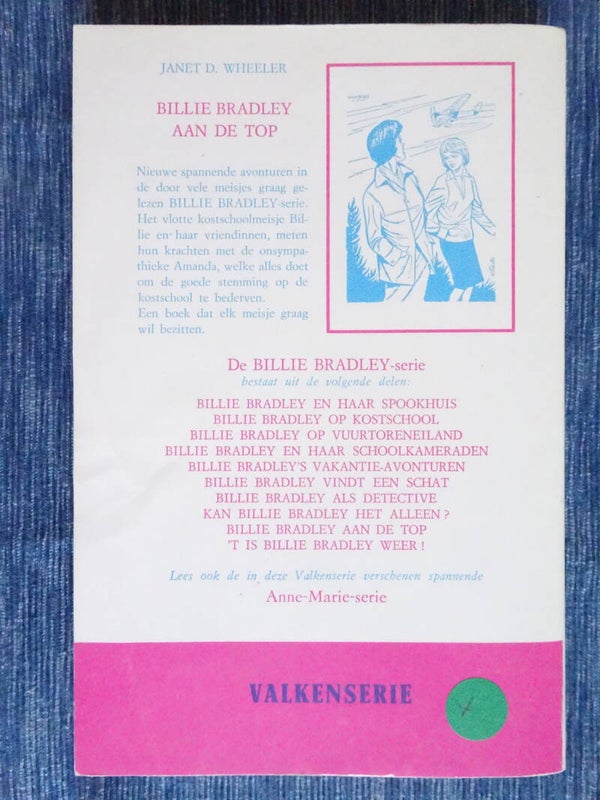 JANET D. WHEELER
BILLIE BRADLEY
AAN DE TOP
Nieuwe spannende avonturen in
de door vele meisjes graag ge-
lezen BILLIE BRADLEY-serie.
Het vlotte kostschoolmeisje Bil-
lie en haar vriendinnen, meten
hun krachten met de onsympa-
thieke Amanda, welke alles doet
om de goede stemming op de
kostschool te bederven.
Een boek dat elk meisje graag
wil bezitten.
De BILLIE BRADLEY-serie
bestaat uit de volgende delen:
BILLIE BRADLEY EN HAAR SPOOKHUIS
BILLIE BRADLEY OP KOSTSCHOOL
BILLIE BRADLEY OP VUURTORENEILAND
BILLIE BRADLEY EN HAAR SCHOOLKAMERADEN
BILLIE BRADLEY'S VAKANTIE-AVONTUREN
BILLIE BRADLEY VINDT EEN SCHAT
BILLIE BRADLEY ALS DETECTIVE
KAN BILLIE BRADLEY HET ALLEEN?
BILLIE BRADLEY AAN DE TOP
'T IS BILLIE BRADLEY WEER!
Lees ook de in deze Valkenserie verschenen spannende
Anne-Marie-serie
VALKENSERIE